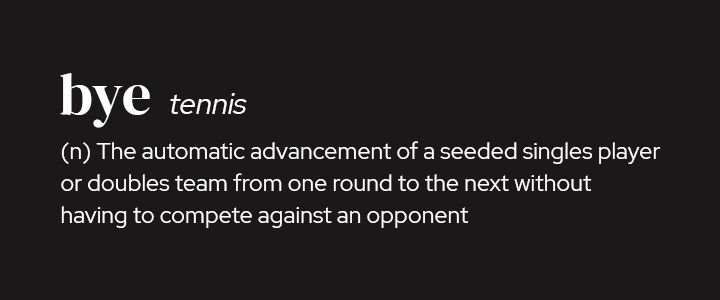 bye tennis
(n) The automatic advancement of a seeded singles player
or doubles team from one round to the next without
having to compete against an opponent